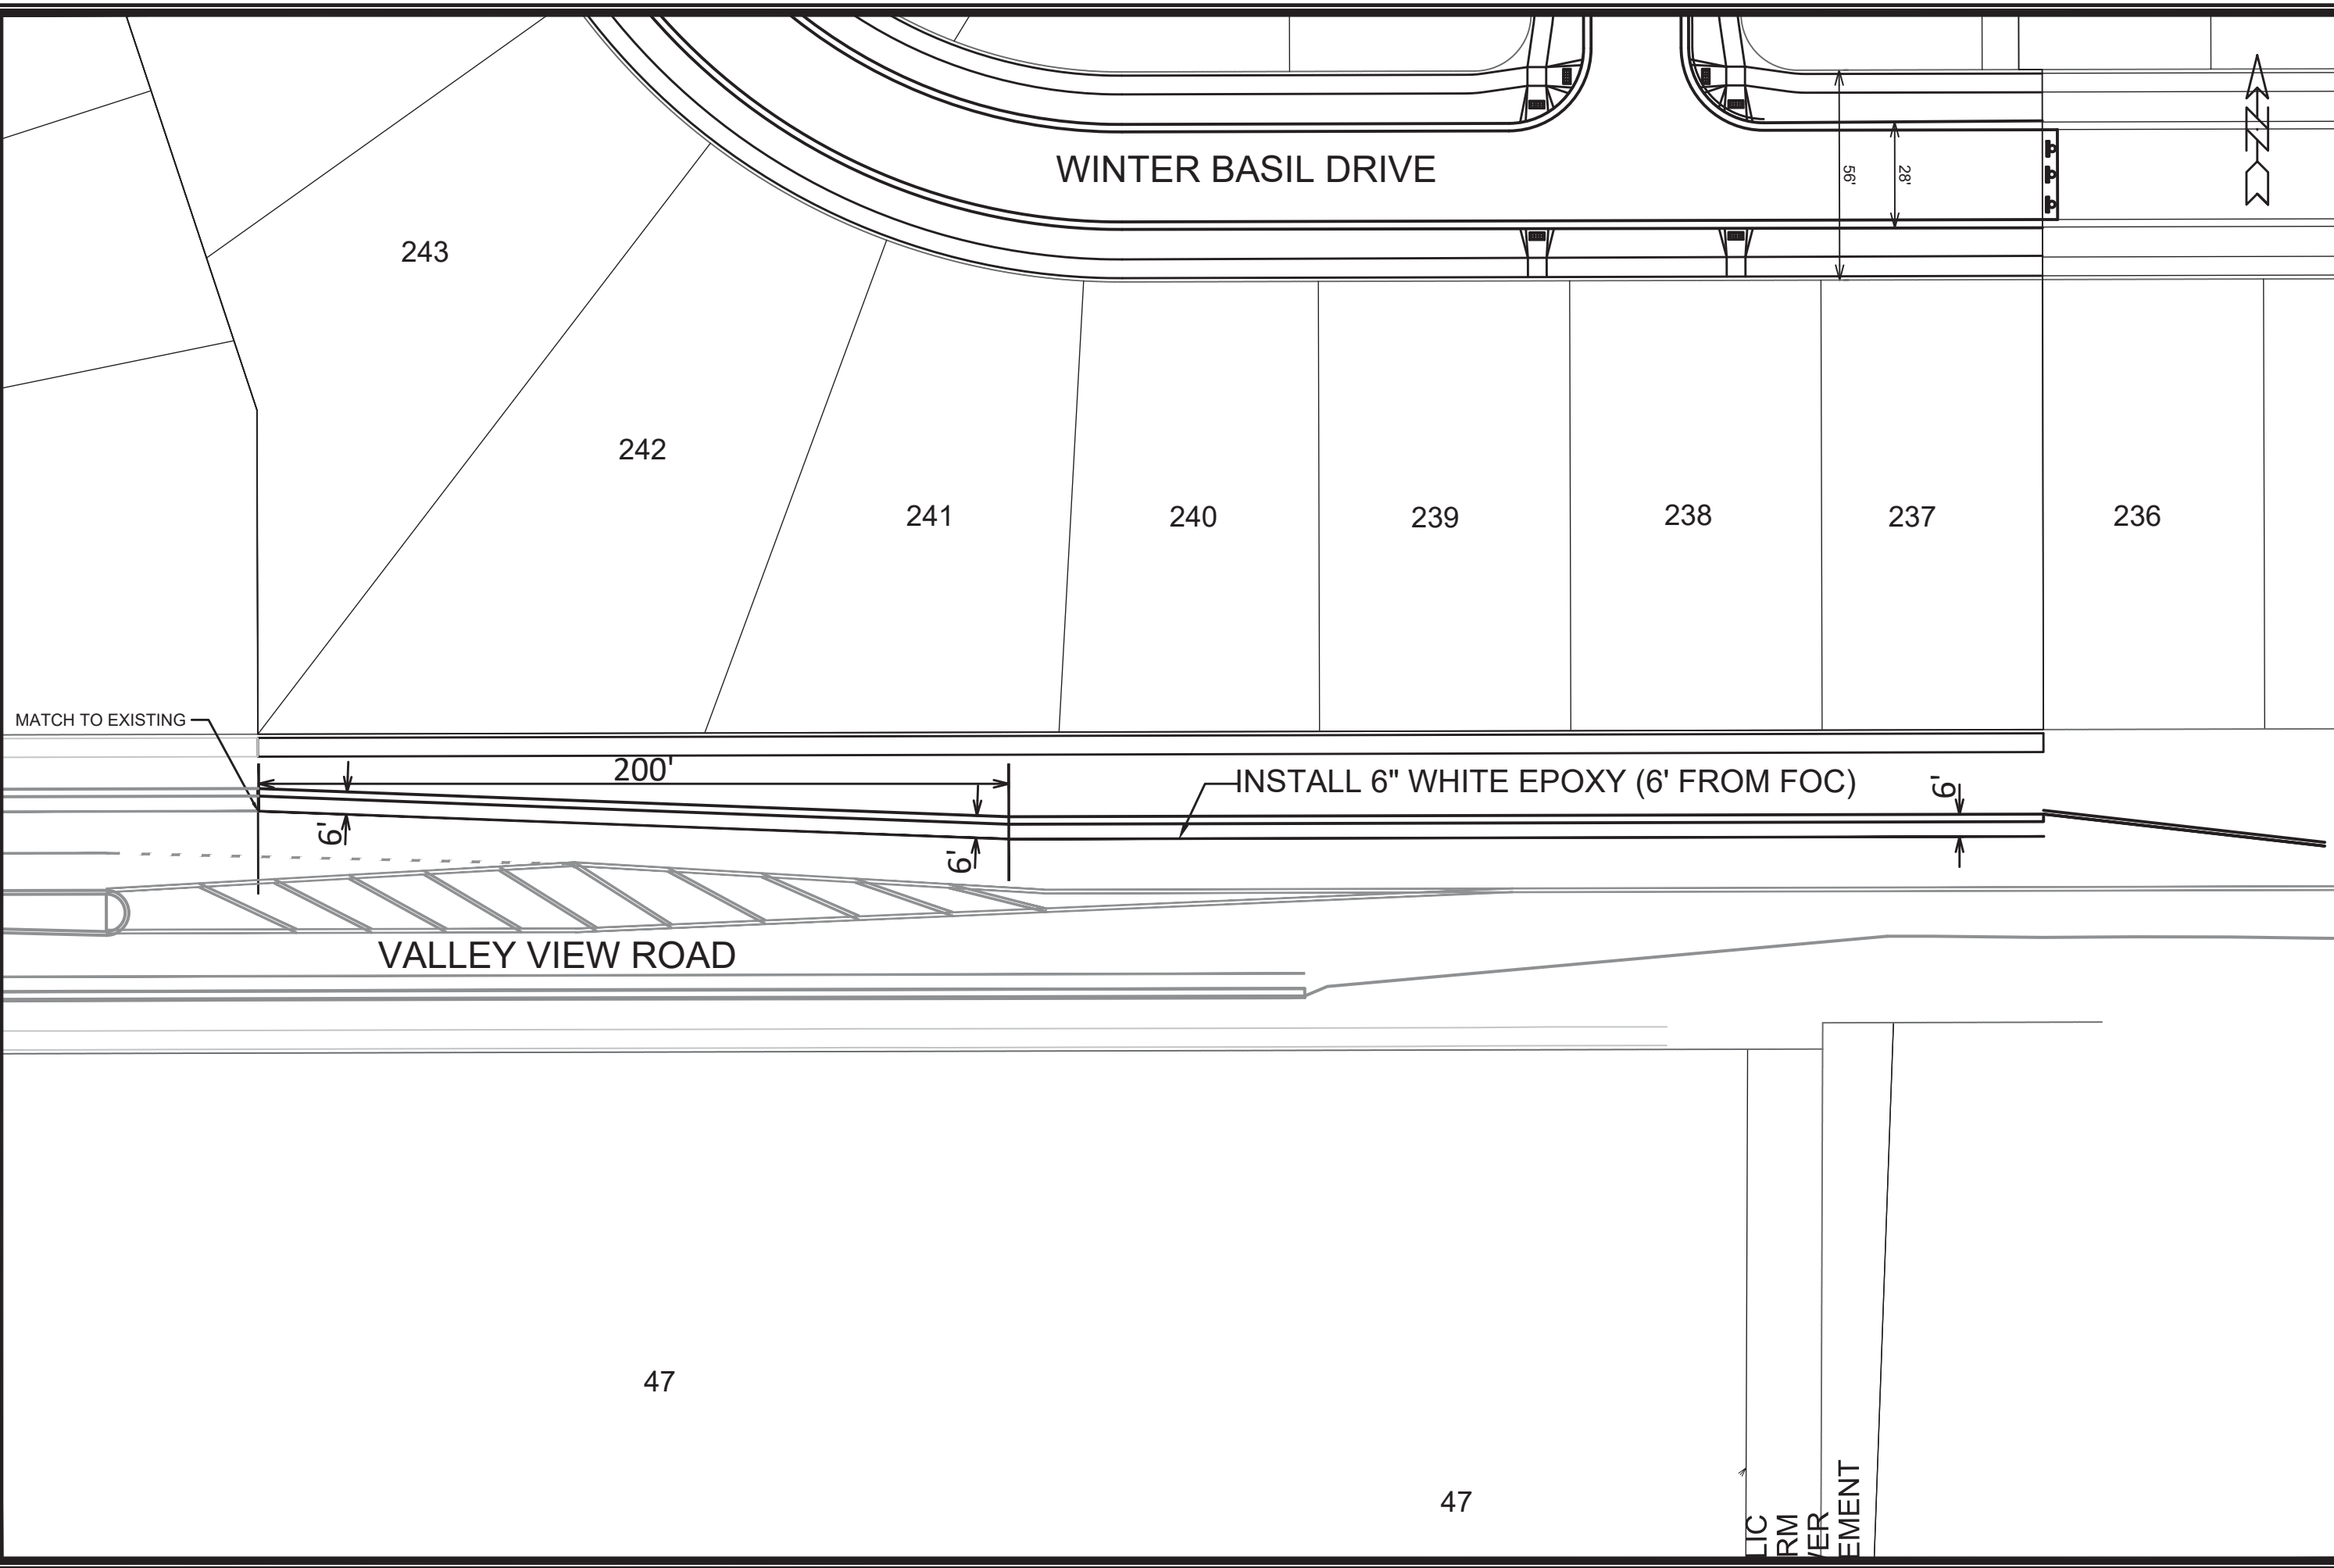 WINTER BASIL DRIVE
56'
28'
N
243
242
241
240
239
238
237
236
MATCH TO EXISTING
200'
INSTALL 6" WHITE EPOXY (6' FROM FOC)
6'
6'
6'
VALLEY VIEW ROAD
47
47
LIC
RM
VER
EMENT